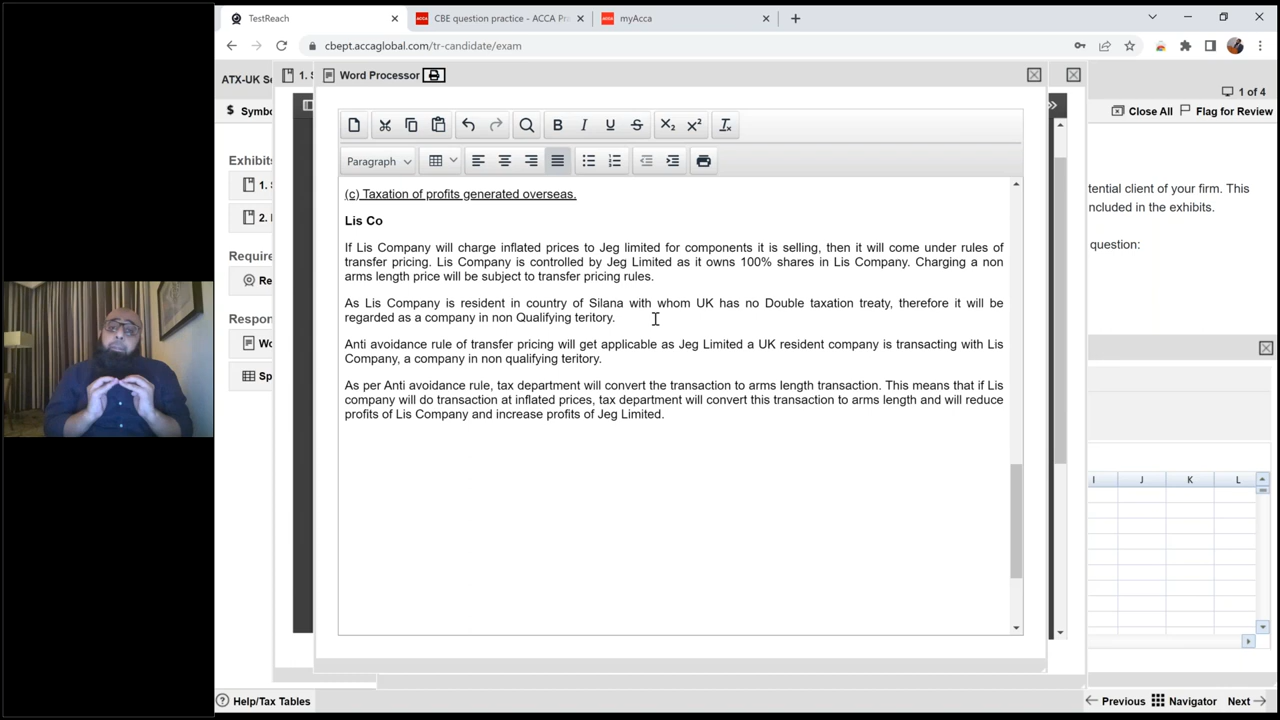 TestReach
CBE question practice - ACCA Pra
myAcca
cbept.accaglobal.com/tr-candidate/exam
ATX-UK Se
1. S
Word Processor
1 of 4
$ Symbo
Close All
Flag for Review
Paragraph
Exhibits
1. S
2. I
Require
Re
Respon
Wo
Sp
tential client of your firm. This
ncluded in the exhibits.
question:
(c) Taxation of profits generated overseas.
Lis Co
If Lis Company will charge inflated prices to Jeg limited for components it is selling, then it will come under rules of
transfer pricing. Lis Company is controlled by Jeg Limited as it owns 100% shares in Lis Company. Charging a non
arms length price will be subject to transfer pricing rules.
As Lis Company is resident in country of Silana with whom UK has no Double taxation treaty, therefore it will be
regarded as a company in non Qualifying teritory.
Anti avoidance rule of transfer pricing will get applicable as Jeg Limited a UK resident company is transacting with Lis
Company, a company in non qualifying teritory.
As per Anti avoidance rule, tax department will convert the transaction to arms length transaction. This means that if Lis
company will do transaction at inflated prices, tax department will convert this transaction to arms length and will reduce
profits of Lis Company and increase profits of Jeg Limited.
I J K L
Help/Tax Tables
Previous
Navigator
Next